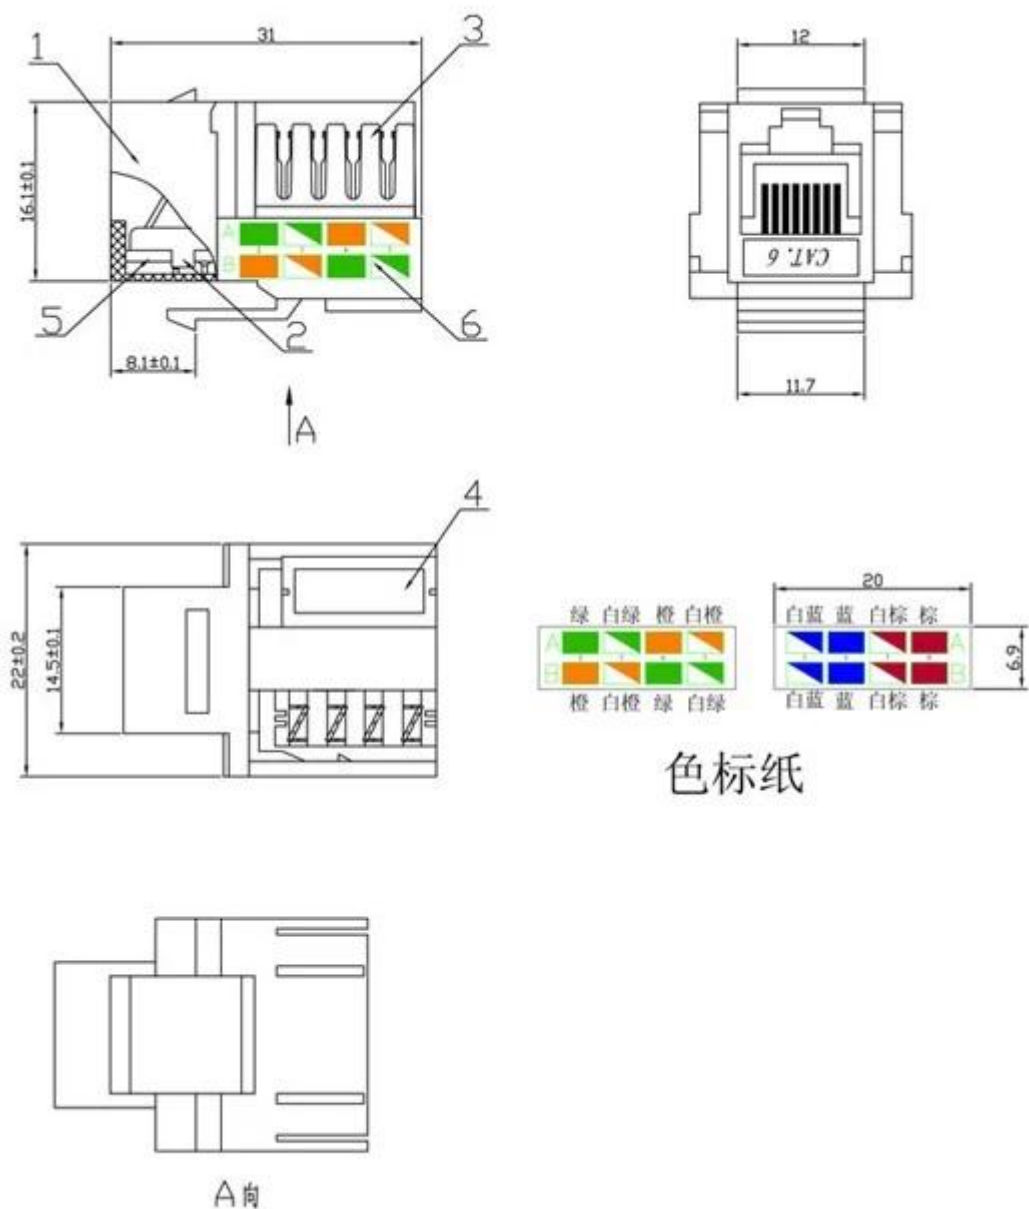 31
1
3
16.1±0.1
A
B
5
2
6
8.1±0.1
A
12
CAT. 6
11.7
4
22±0.2
14.5±0.1
绿 白绿 橙 白橙
A
B
橙 白橙 绿 白绿
20
白蓝 蓝 白棕 棕
A
B
白蓝 蓝 白棕 棕
6.9
色标纸
A向